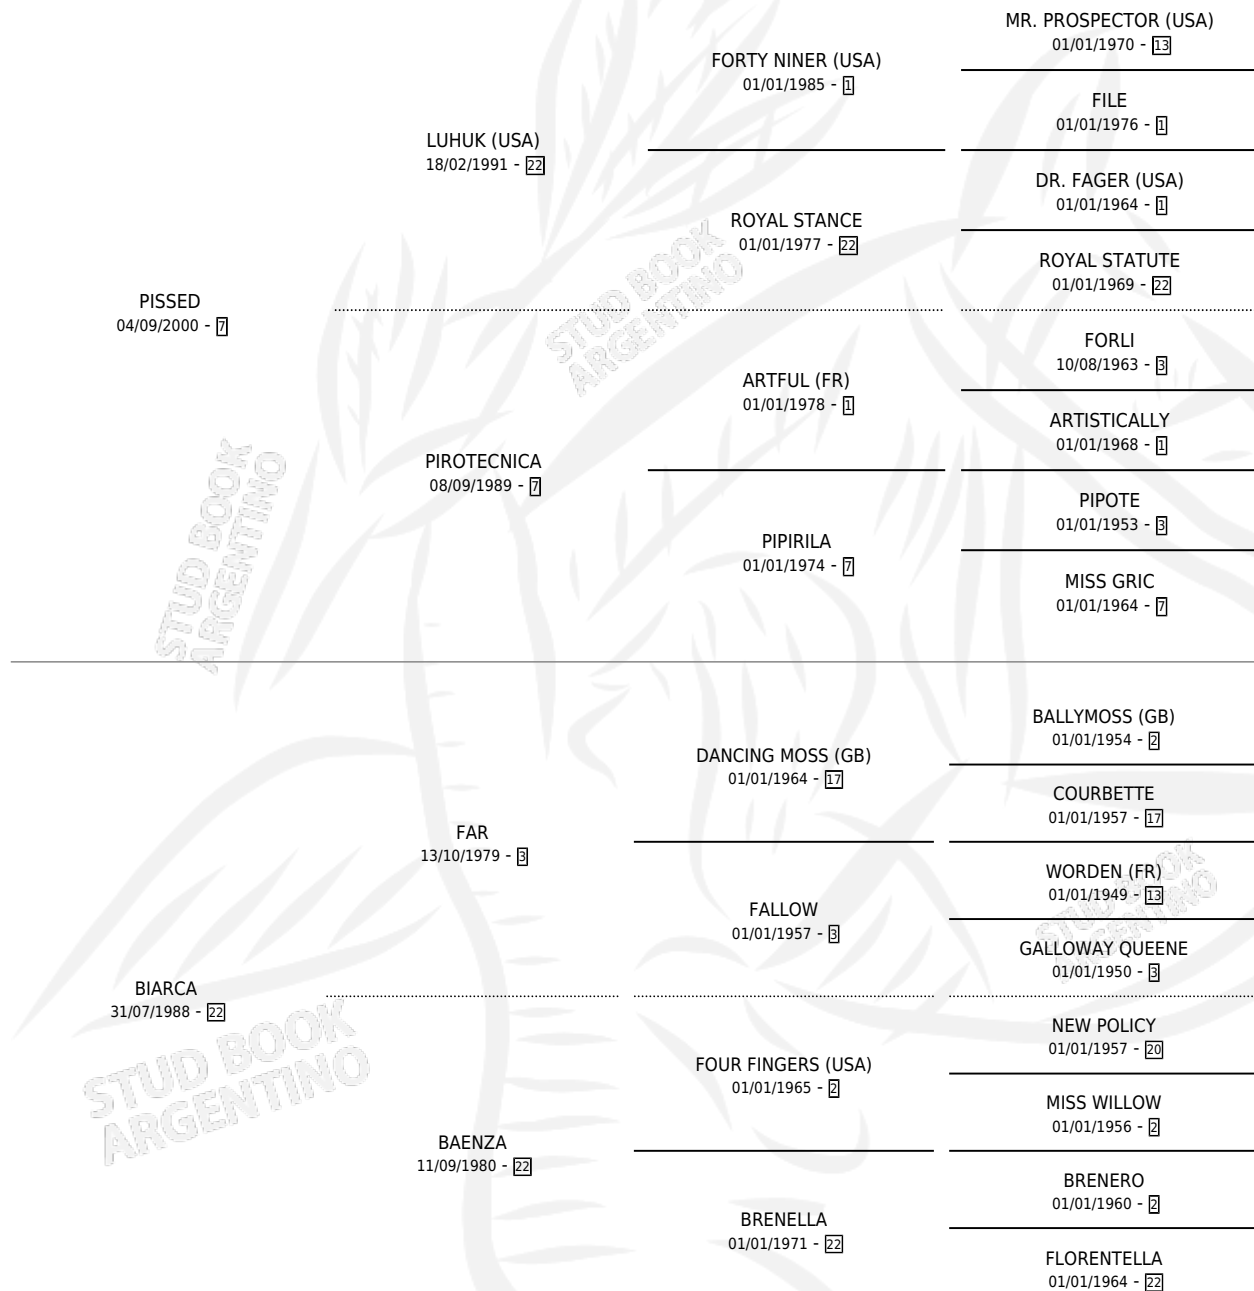 MR. PROSPECTOR (USA)
01/01/1970 - 13
FORTY NINER (USA)
01/01/1985 - 1
FILE
01/01/1976 - 1
LUHUK (USA)
18/02/1991 - 22
DR. FAGER (USA)
01/01/1964 - 1
ROYAL STANCE
01/01/1977 - 22
ROYAL STATUTE
01/01/1969 - 22
PISSED
04/09/2000 - 7
FORLI
10/08/1963 - 3
ARTFUL (FR)
01/01/1978 - 1
ARTISTICALLY
01/01/1968 - 1
PIROTECNICA
08/09/1989 - 7
PIPOTE
01/01/1953 - 3
PIPIRILA
01/01/1974 - 7
MISS GRIC
01/01/1964 - 7
BALLYMOSS (GB)
01/01/1954 - 2
DANCING MOSS (GB)
01/01/1964 - 17
COURBETTE
01/01/1957 - 17
FAR
13/10/1979 - 3
WORDEN (FR)
01/01/1949 - 13
FALLOW
01/01/1957 - 3
GALLOWAY QUEENE
01/01/1950 - 3
BIARCA
31/07/1988 - 22
NEW POLICY
01/01/1957 - 20
FOUR FINGERS (USA)
01/01/1965 - 2
MISS WILLOW
01/01/1956 - 2
BAENZA
11/09/1980 - 22
BRENERO
01/01/1960 - 2
BRENELLA
01/01/1971 - 22
FLORENTELLA
01/01/1964 - 22
STUD BOOK
ARGENTINO
STUD BOOK
ARGENTINO
STUD BOOK
ARGENTINO
STUD BOOK
ARGENTINO